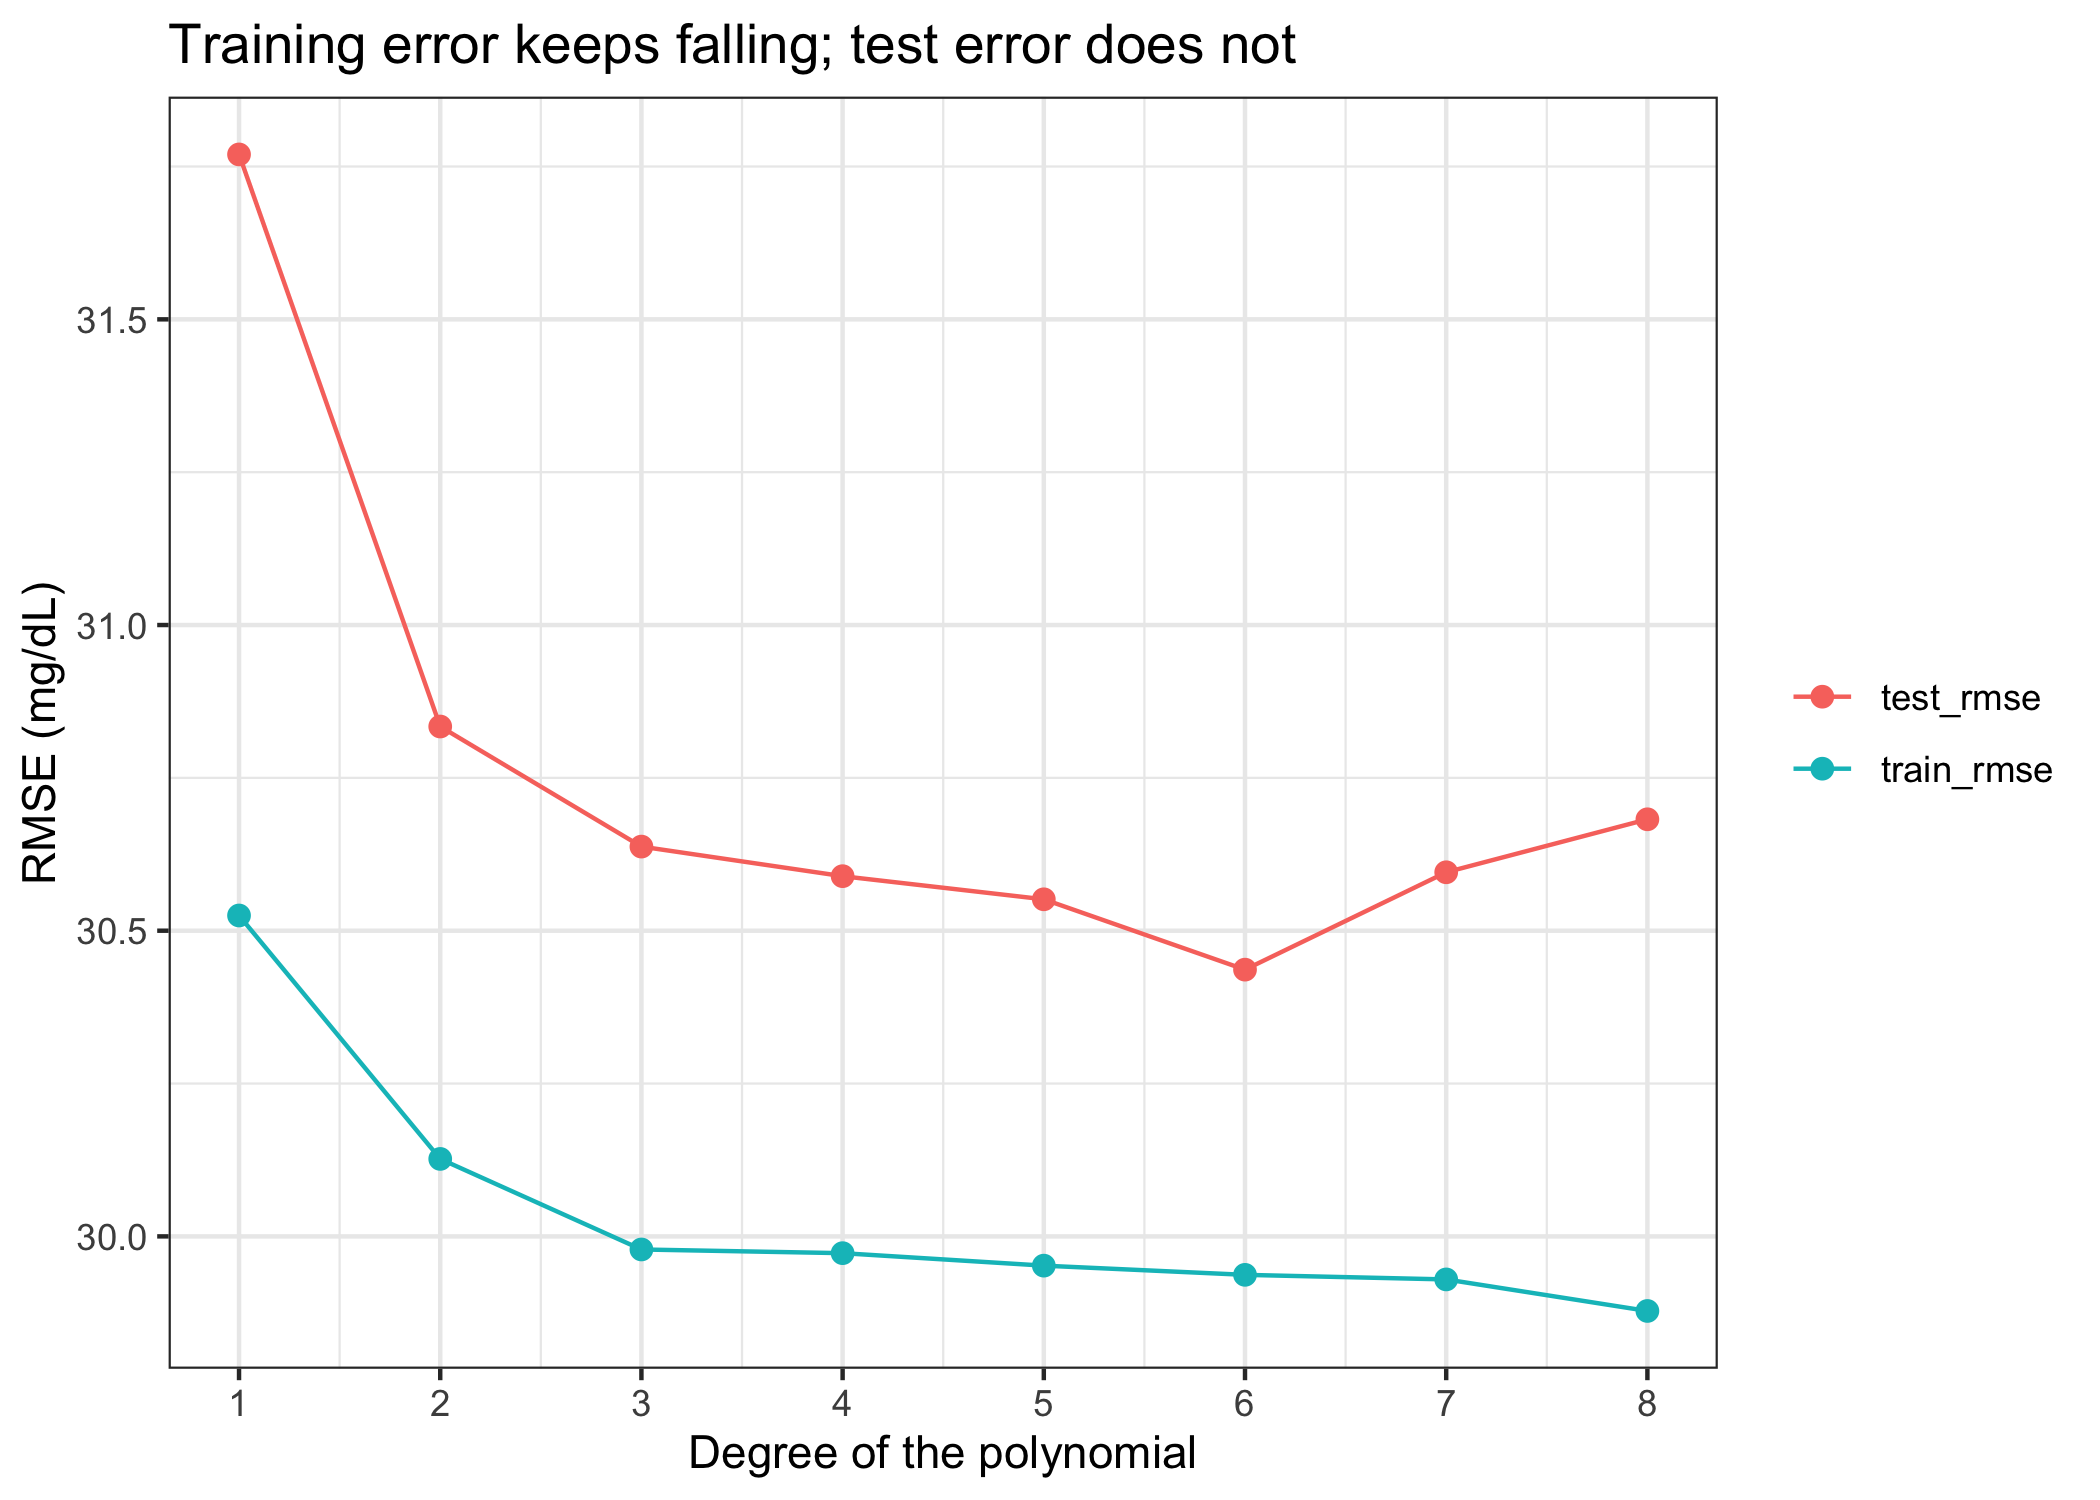 Training error keeps falling; test error does not
RMSE (mg/dL)
31.5
31.0
30.5
30.0
1 2 3 4 5 6 7 8
Degree of the polynomial
test_rmse
train_rmse